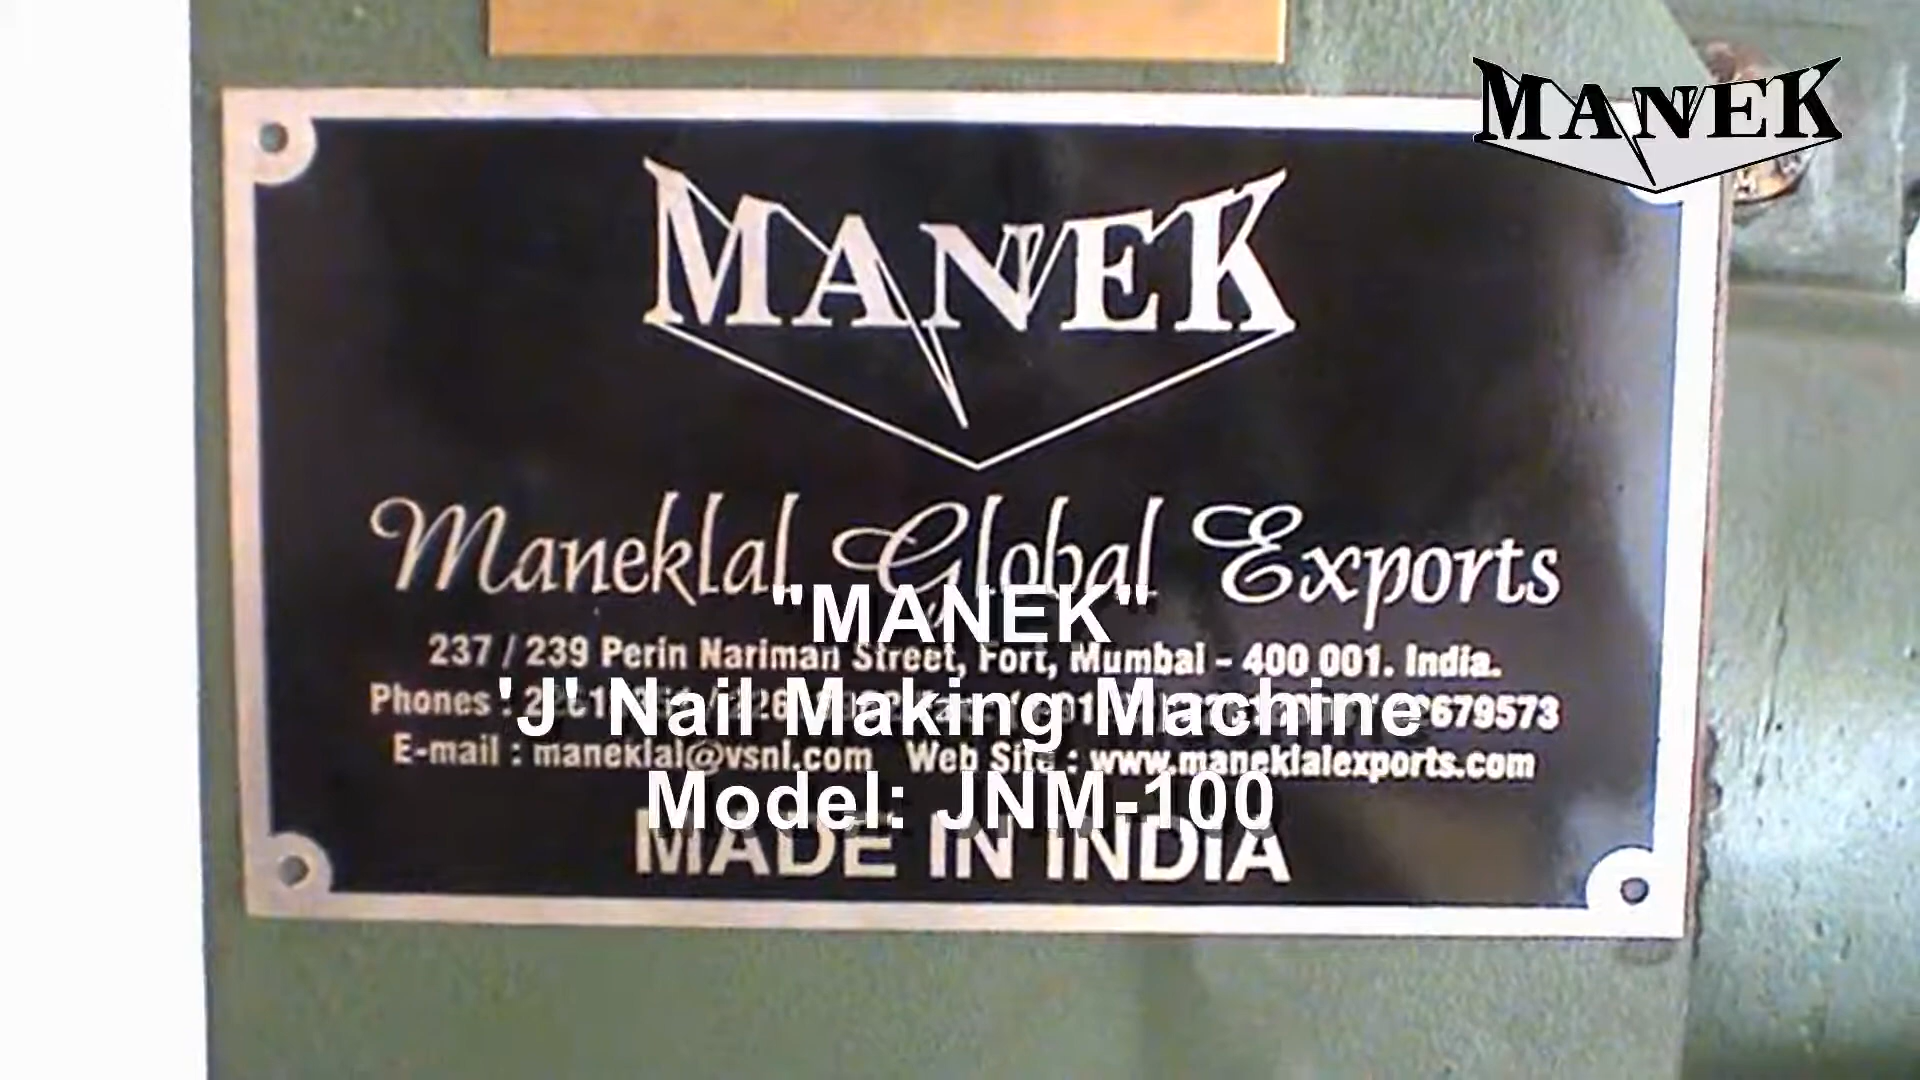 MANEK
MANEK
Maneklal Global Exports
"MANEK"
237 / 239 Perin Nariman Street, Fort, Mumbai - 400 001. India.
Phones :
'J' Nail Making Machine
E-mail : maneklal@vsnl.com Web Site : www.maneklalexports.com
Model: JNM-100
MADE IN INDIA